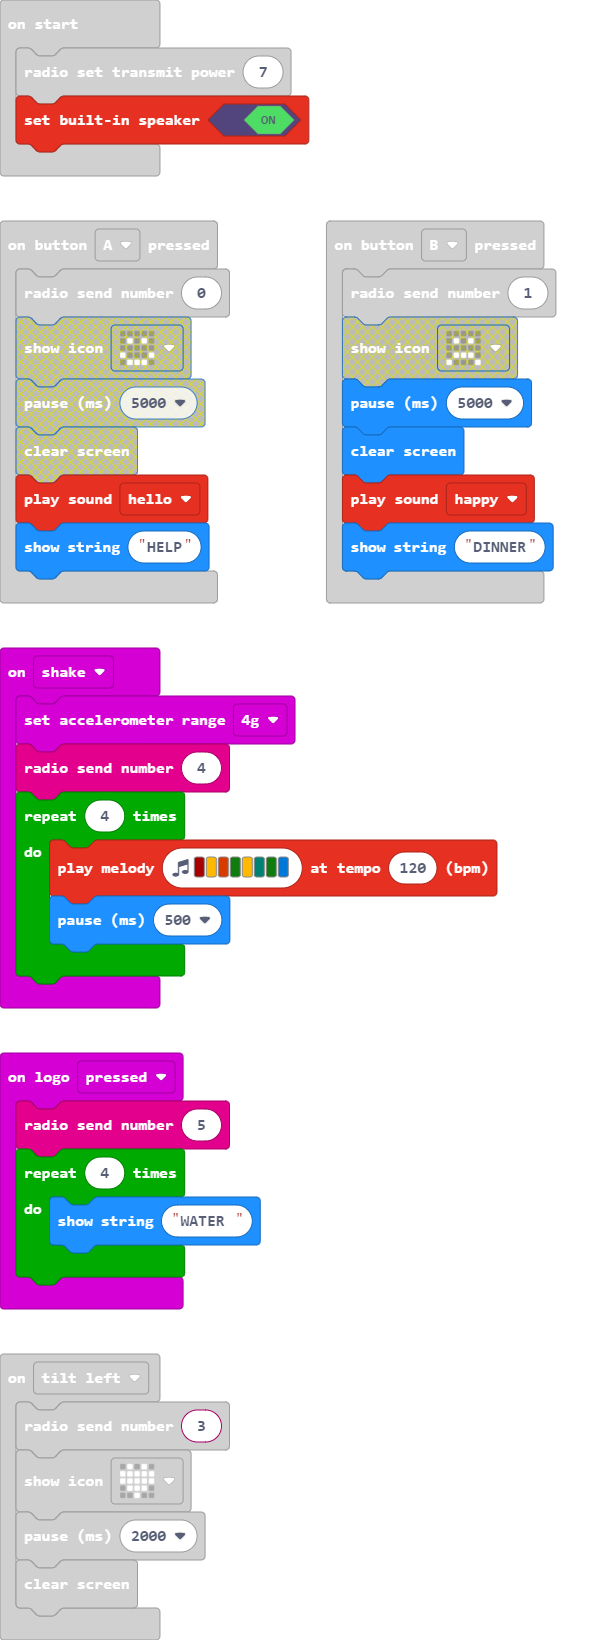 on start
radio set transmit power 7
set built-in speaker ON
on button A pressed
radio send number 0
show icon
pause (ms) 5000
clear screen
play sound hello
show string "HELP"
on button B pressed
radio send number 1
show icon
pause (ms) 5000
clear screen
play sound happy
show string "DINNER"
on shake
set accelerometer range 4g
radio send number 4
repeat 4 times
do
play melody at tempo 120 (bpm)
pause (ms) 500
on logo pressed
radio send number 5
repeat 4 times
do
show string "WATER "
on tilt left
radio send number 3
show icon
pause (ms) 2000
clear screen